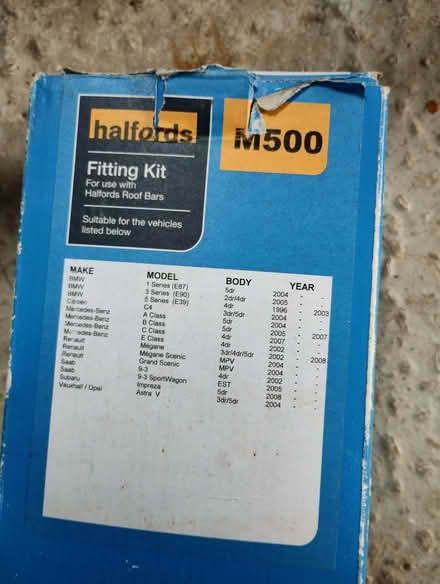 halfords
M500
Fitting Kit
For use with
Halfords Roof Bars
Suitable for the vehicles
listed below
MAKE MODEL BODY YEAR
BMW 1 Series (E87) 5dr 2004 -
BMW 3 Series (E90) 2dr/4dr 2005 -
BMW 5 Series (E39) 4dr 1996 - 2003
Citroen C4 3dr/5dr 2004 -
Mercedes-Benz A Class 5dr 2004 -
Mercedes-Benz B Class 5dr 2005 - 2007
Mercedes-Benz C Class 4dr 2007 -
Mercedes-Benz E Class 4dr 2002 -
Renault Mégane 3dr/4dr/5dr 2002 - 2008
Renault Mégane Scenic MPV 2004 -
Renault Grand Scenic MPV 2004 -
Saab 9-3 4dr 2002 -
Saab 9-3 SportWagon EST 2005 -
Subaru Impreza 5dr 2008 -
Vauxhall / Opel Astra V 3dr/5dr 2004 -